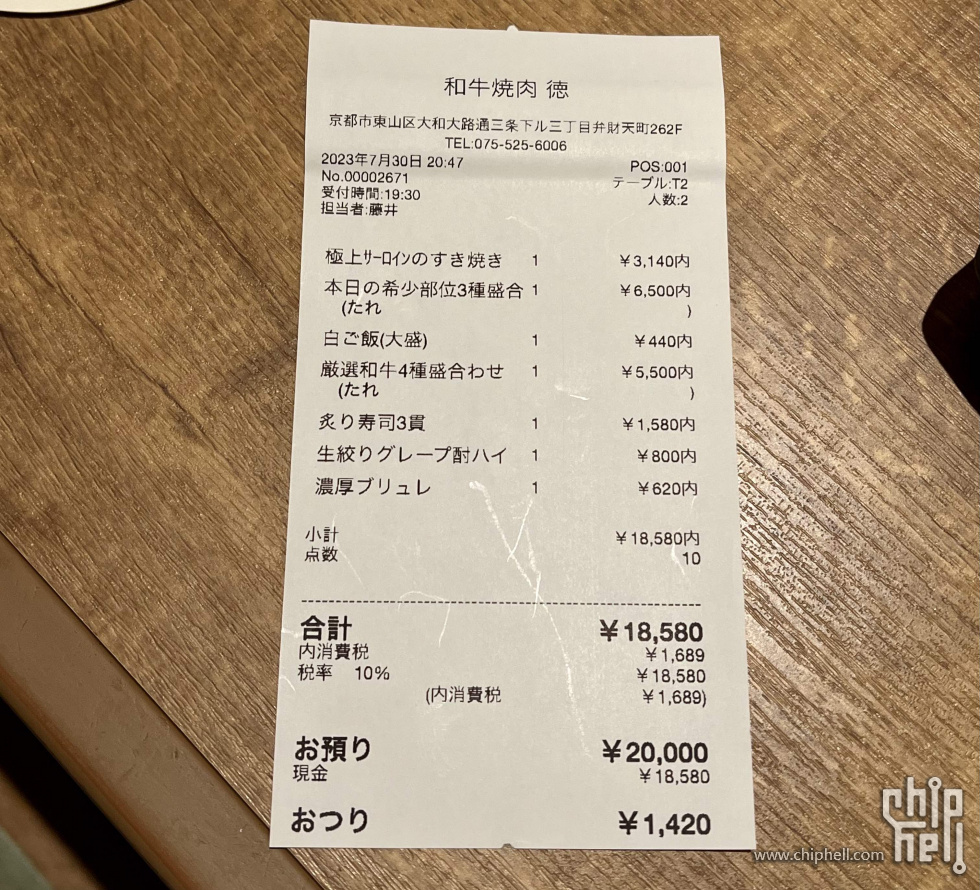 和牛焼肉 徳
京都市東山区大和大路通三条下ル三丁目弁財天町262F
TEL:075-525-6006
2023年7月30日 20:47 POS:001
No.00002671 テーブル:T2
受付時間:19:30 人数:2
担当者:藤井
極上ｻｰﾛｲﾝのすき焼き 1 ¥3,140内
本日の希少部位3種盛合 1 ¥6,500内
(たれ )
白ご飯(大盛) 1 ¥440内
厳選和牛4種盛合わせ 1 ¥5,500内
(たれ )
炙り寿司3貫 1 ¥1,580内
生絞りグレープ酎ハイ 1 ¥800内
濃厚ブリュレ 1 ¥620内
小計 ¥18,580内
点数 10
合計 ¥18,580
内消費税 ¥1,689
税率 10% ¥18,580
(内消費税 ¥1,689)
お預り ¥20,000
現金 ¥18,580
おつり ¥1,420
chip hell
www.chiphell.com